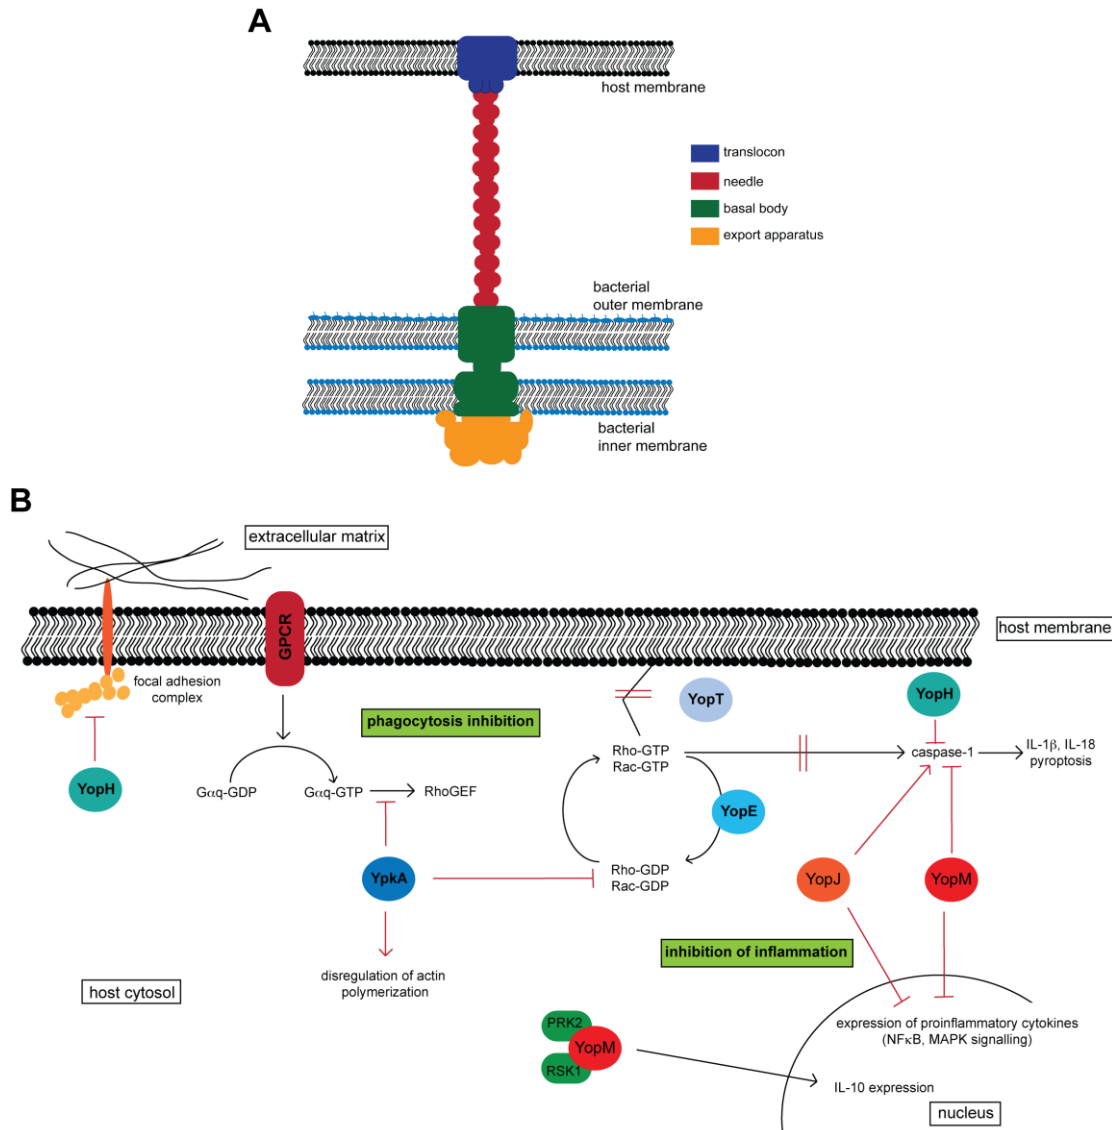 A
host membrane
translocon
needle
basal body
export apparatus
bacterial
outer membrane
bacterial
inner membrane
B
extracellular matrix
GPCR
host membrane
focal adhesion
complex
YopT
YopH
phagocytosis inhibition
Rho-GTP
Rac-GTP
caspase-1
IL-1β, IL-18
pyroptosis
YopH
Gαq-GDP
Gαq-GTP
RhoGEF
YopE
YpkA
Rho-GDP
Rac-GDP
YopJ
YopM
inhibition of inflammation
disregulation of actin
polymerization
host cytosol
expression of proinflammatory cytokines
(NFκB, MAPK signalling)
PRK2
YopM
RSK1
IL-10 expression
nucleus